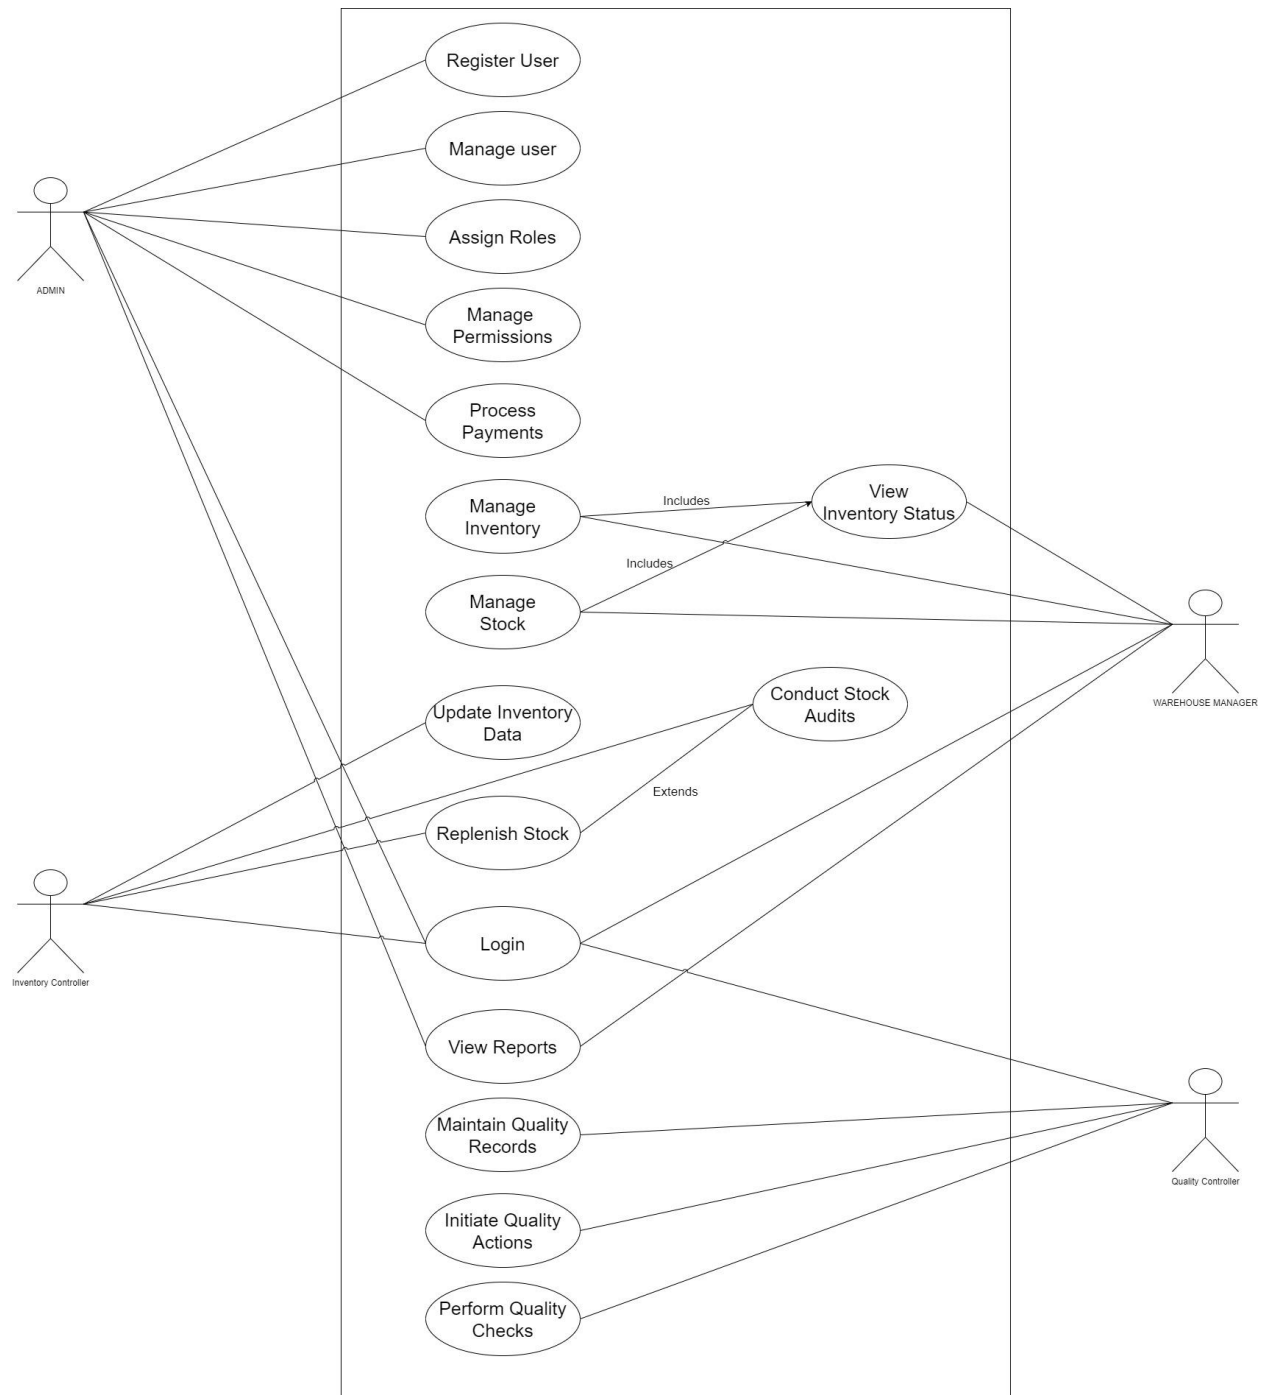 Register User
Manage user
Assign Roles
ADMIN
Manage
Permissions
Process
Payments
Manage
Inventory
Includes
View
Inventory Status
Includes
Manage
Stock
WAREHOUSE MANAGER
Update Inventory
Data
Conduct Stock
Audits
Extends
Replenish Stock
Login
Inventory Controller
View Reports
Maintain Quality
Records
Quality Controller
Initiate Quality
Actions
Perform Quality
Checks